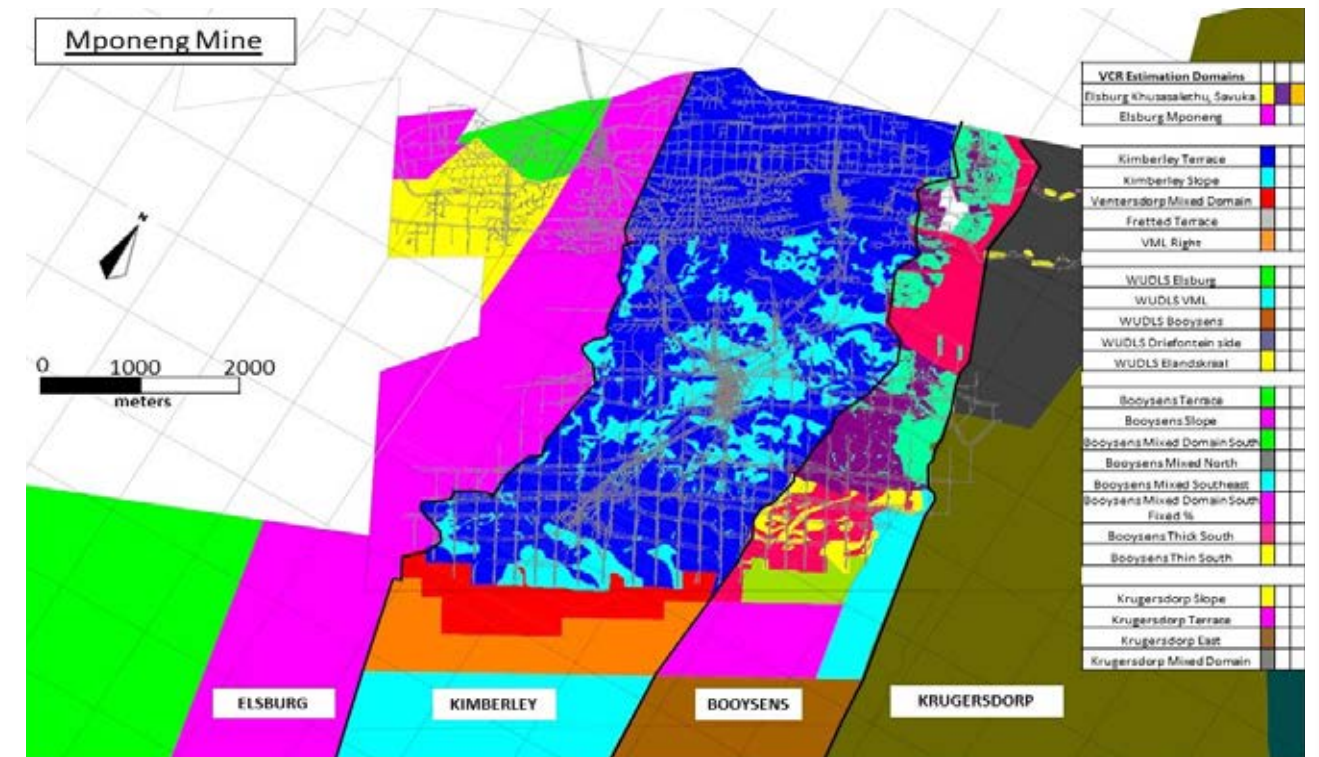 Mponeng Mine
N
0 1000 2000
meters
VCR Estimation Domains
Elsburg Khusasalethu, Savuka
Elsburg Mponeng
Kimberley Terrace
Kimberley Slope
Ventersdorp Mixed Domain
Fretted Terrace
VML Right
WUDLS Elsburg
WUDLS VML
WUDLS Booysens
WUDLS Driefontein side
WUDLS Elandskraal
Booysens Terrace
Booysens Slope
Booysens Mixed Domain South
Booysens Mixed North
Booysens Mixed Southeast
Booysens Mixed Domain South
Fixed %
Booysens Thick South
Booysens Thin South
Krugersdorp Slope
Krugersdorp Terrace
Krugersdorp East
Krugersdorp Mixed Domain
ELSBURG
KIMBERLEY
BOOYSENS
KRUGERSDORP